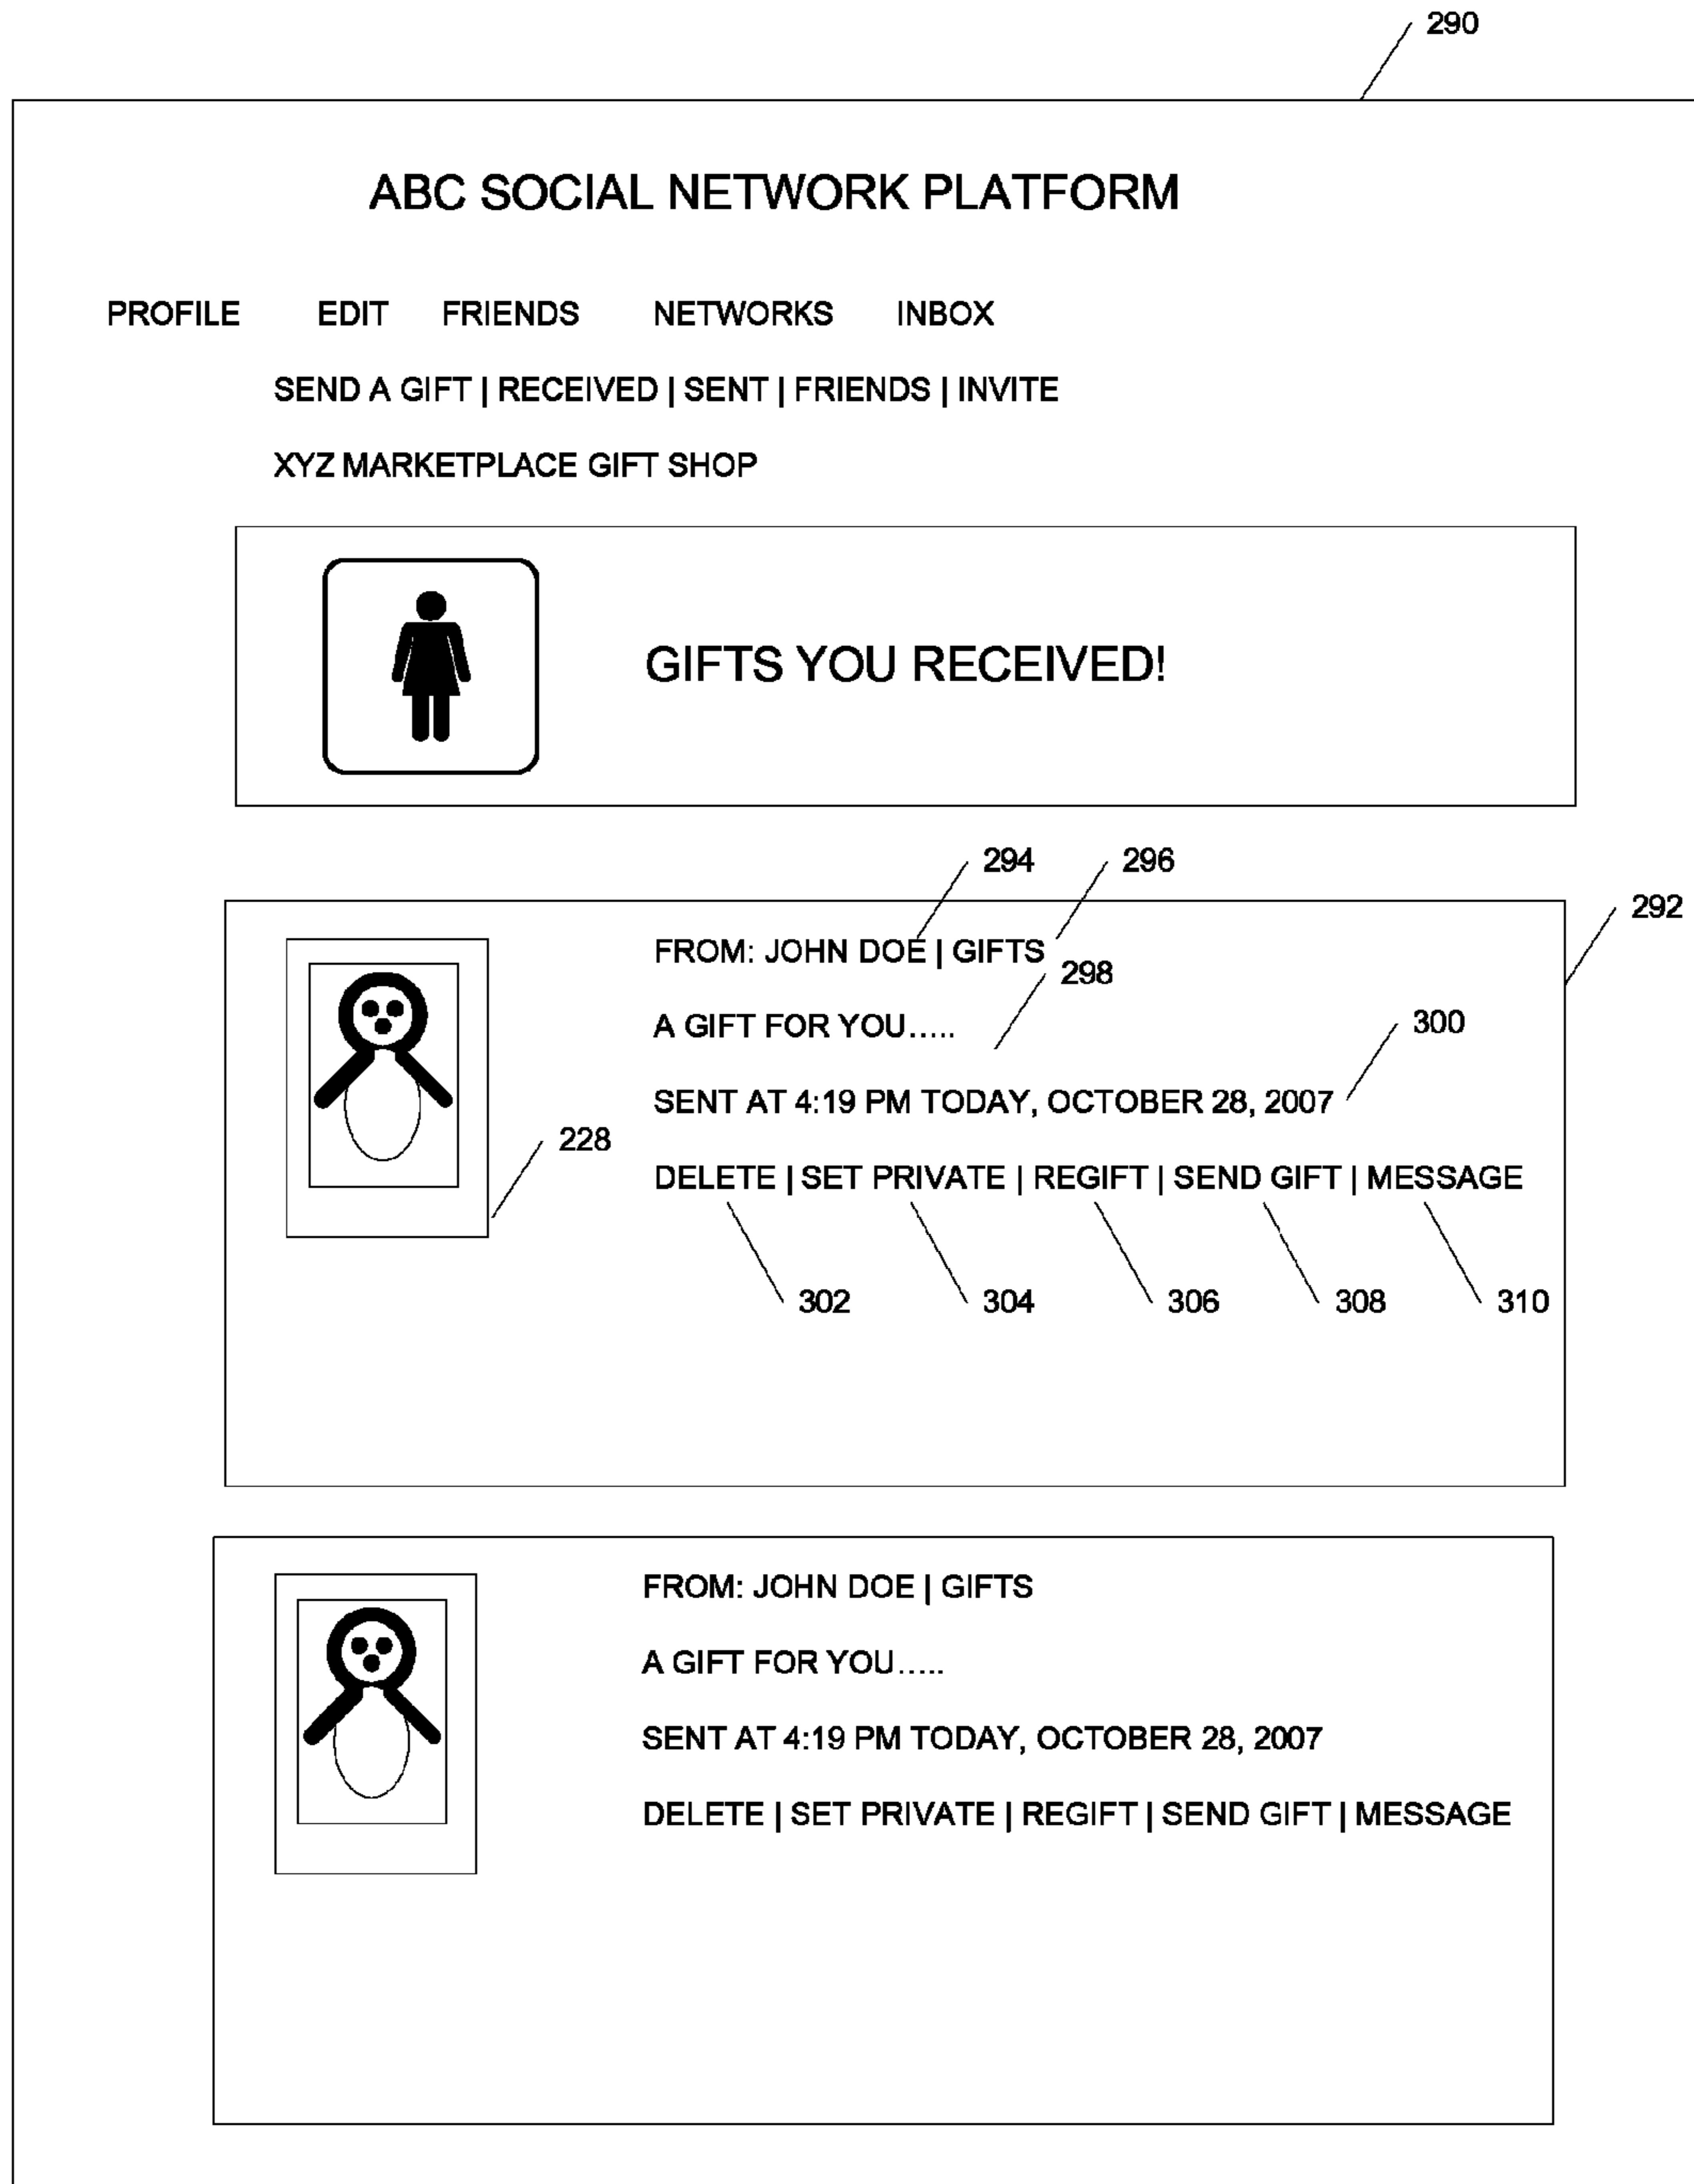 290
ABC SOCIAL NETWORK PLATFORM
PROFILE EDIT FRIENDS NETWORKS INBOX
SEND A GIFT | RECEIVED | SENT | FRIENDS | INVITE
XYZ MARKETPLACE GIFT SHOP
GIFTS YOU RECEIVED!
294 296
292
FROM: JOHN DOE | GIFTS
298
A GIFT FOR YOU.....
300
SENT AT 4:19 PM TODAY, OCTOBER 28, 2007
228
DELETE | SET PRIVATE | REGIFT | SEND GIFT | MESSAGE
302 304 306 308 310
FROM: JOHN DOE | GIFTS
A GIFT FOR YOU.....
SENT AT 4:19 PM TODAY, OCTOBER 28, 2007
DELETE | SET PRIVATE | REGIFT | SEND GIFT | MESSAGE